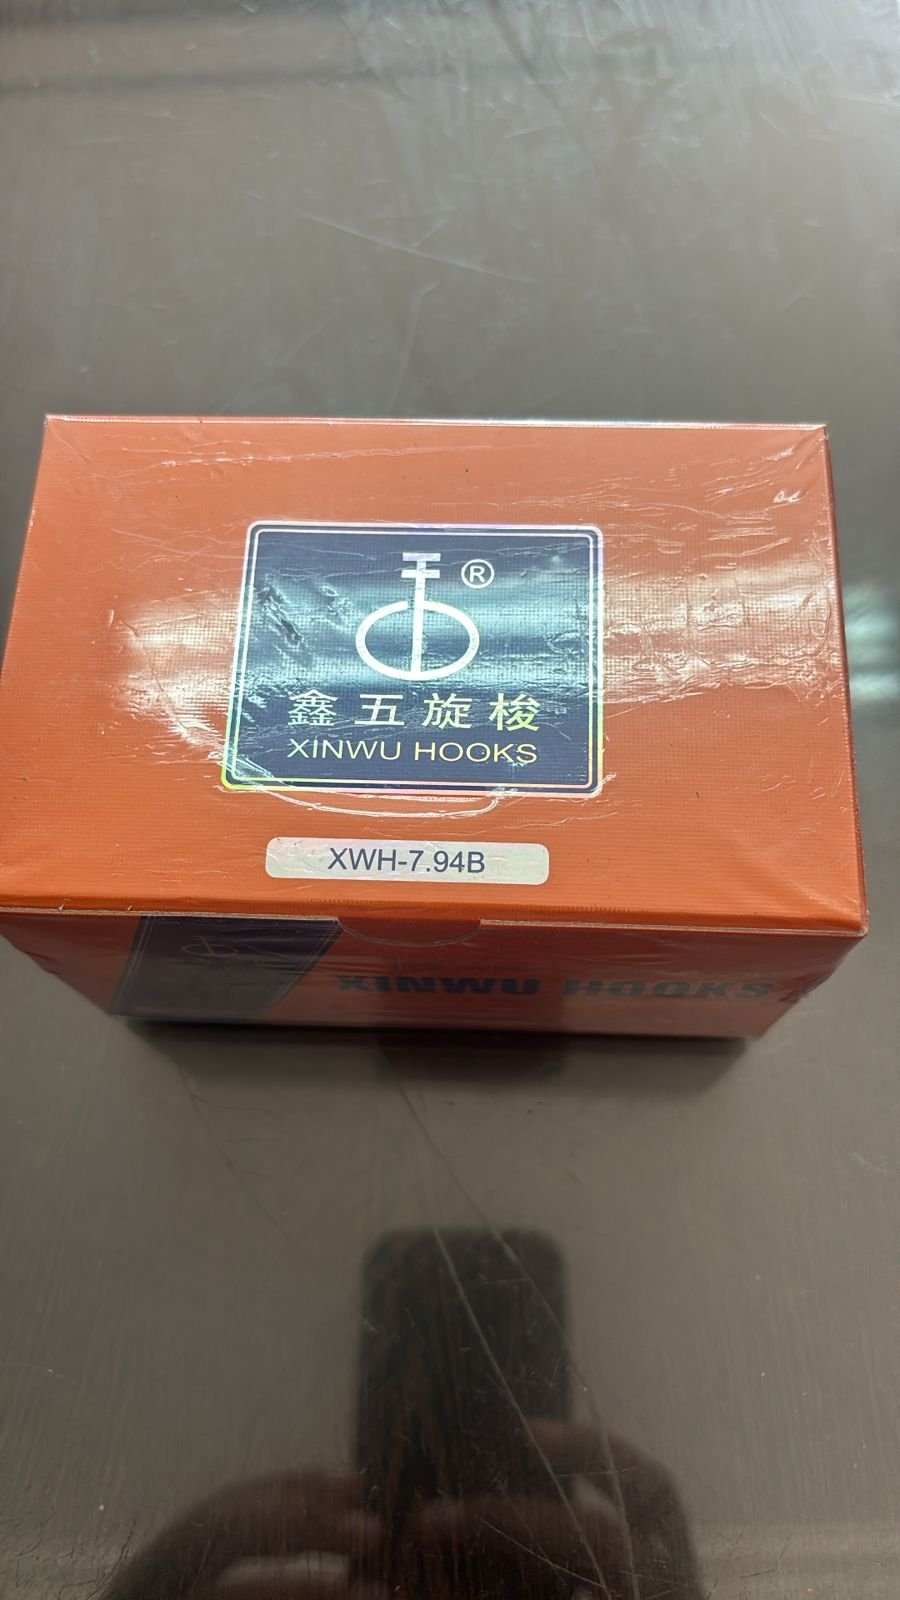 ®
鑫五旋梭
XINWU HOOKS
XWH-7.94B
XINWU HOOKS